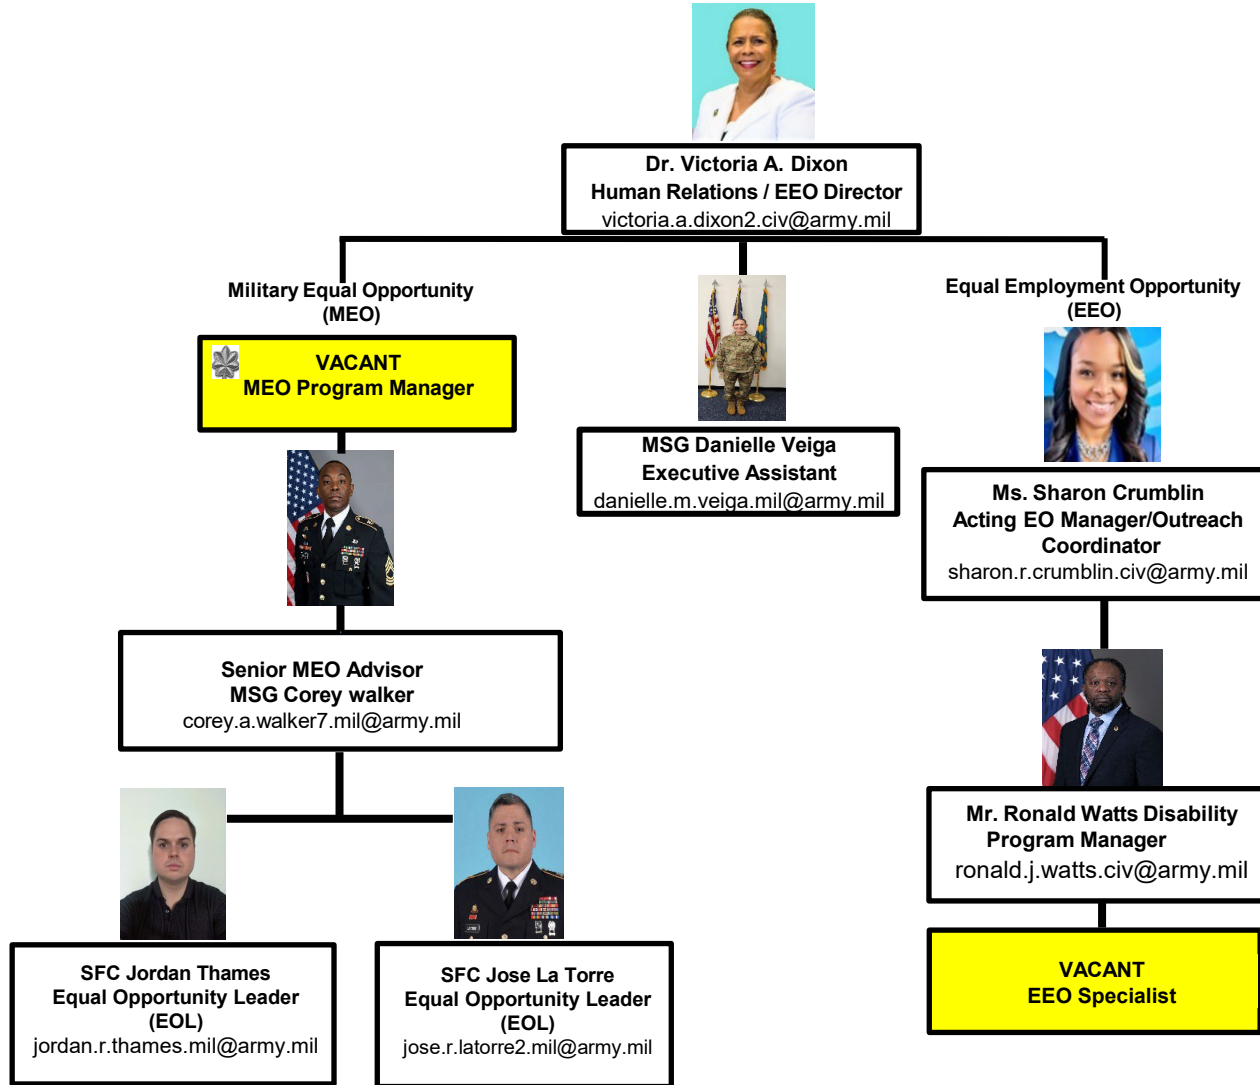 Dr. Victoria A. Dixon
Human Relations / EEO Director
victoria.a.dixon2.civ@army.mil
Military Equal Opportunity
(MEO)
VACANT
MEO Program Manager
Senior MEO Advisor
MSG Corey walker
corey.a.walker7.mil@army.mil
SFC Jordan Thames
Equal Opportunity Leader
(EOL)
jordan.r.thames.mil@army.mil
SFC Jose La Torre
Equal Opportunity Leader
(EOL)
jose.r.latorre2.mil@army.mil
MSG Danielle Veiga
Executive Assistant
danielle.m.veiga.mil@army.mil
Equal Employment Opportunity
(EEO)
Ms. Sharon Crumblin
Acting EO Manager/Outreach
Coordinator
sharon.r.crumblin.civ@army.mil
Mr. Ronald Watts Disability
Program Manager
ronald.j.watts.civ@army.mil
VACANT
EEO Specialist